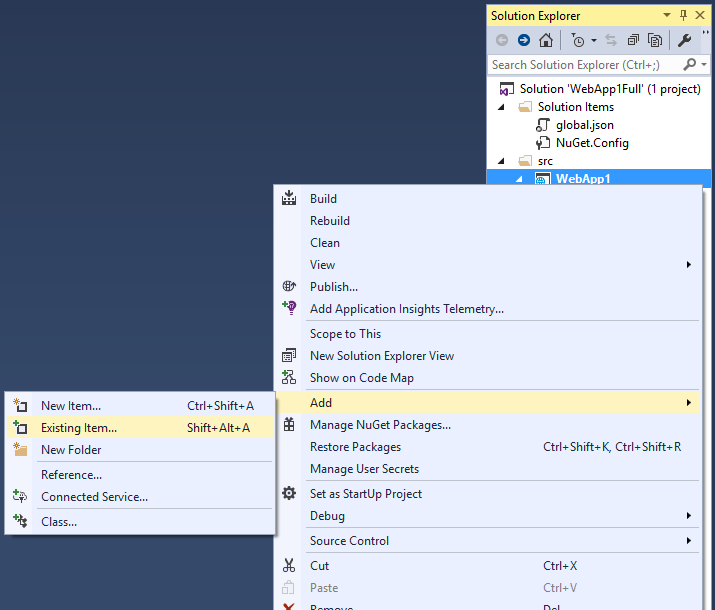 Solution Explorer
Search Solution Explorer (Ctrl+;)
Solution 'WebApp1Full' (1 project)
Solution Items
global.json
NuGet.Config
src
WebApp1
Build
Rebuild
Clean
View
Publish...
Add Application Insights Telemetry...
Scope to This
New Solution Explorer View
Show on Code Map
Add
Manage NuGet Packages...
Restore Packages Ctrl+Shift+K, Ctrl+Shift+R
Manage User Secrets
Set as StartUp Project
Debug
Source Control
Cut Ctrl+X
Paste Ctrl+V
Remove Del
New Item... Ctrl+Shift+A
Existing Item... Shift+Alt+A
New Folder
Reference...
Connected Service...
Class...